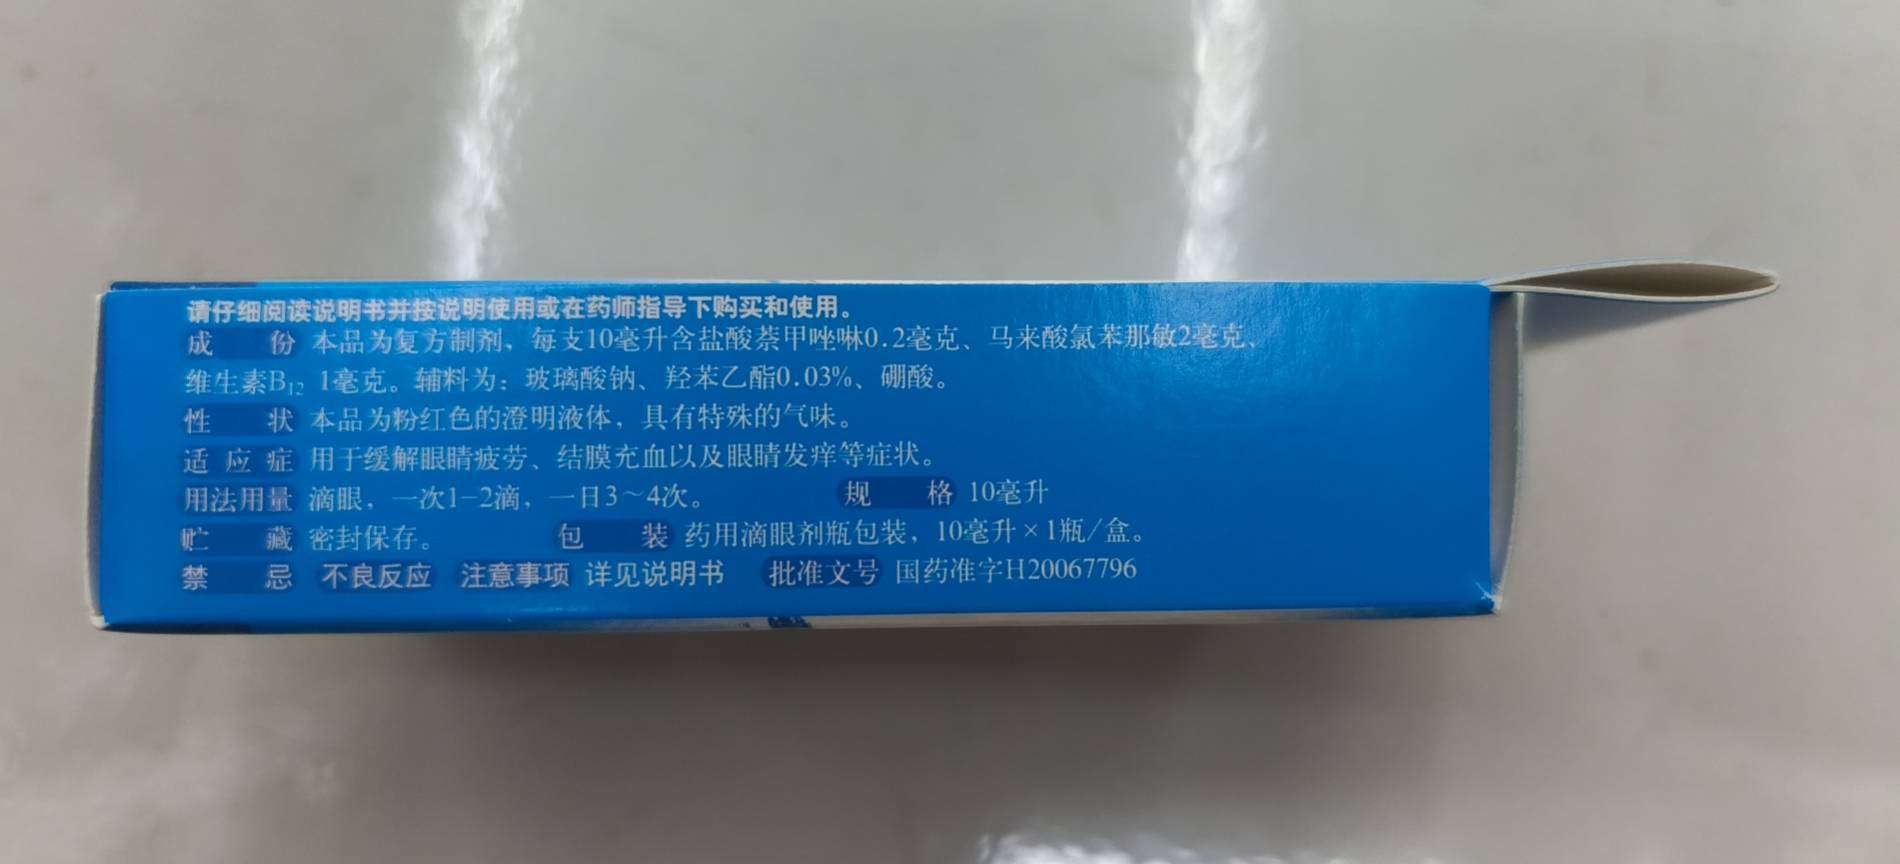 请仔细阅读说明书并按说明使用或在药师指导下购买和使用。
成 份 本品为复方制剂，每支10毫升含盐酸萘甲唑啉0.2毫克、马来酸氯苯那敏2毫克、
维生素B₁₂ 1毫克。辅料为：玻璃酸钠、羟苯乙酯0.03%、硼酸。
性 状 本品为粉红色的澄明液体，具有特殊的气味。
适应症 用于缓解眼睛疲劳、结膜充血以及眼睛发痒等症状。
用法用量 滴眼，一次1-2滴，一日3～4次。 规 格 10毫升
贮 藏 密封保存。 包 装 药用滴眼剂瓶包装，10毫升×1瓶/盒。
禁 忌 不良反应 注意事项 详见说明书 批准文号 国药准字H20067796